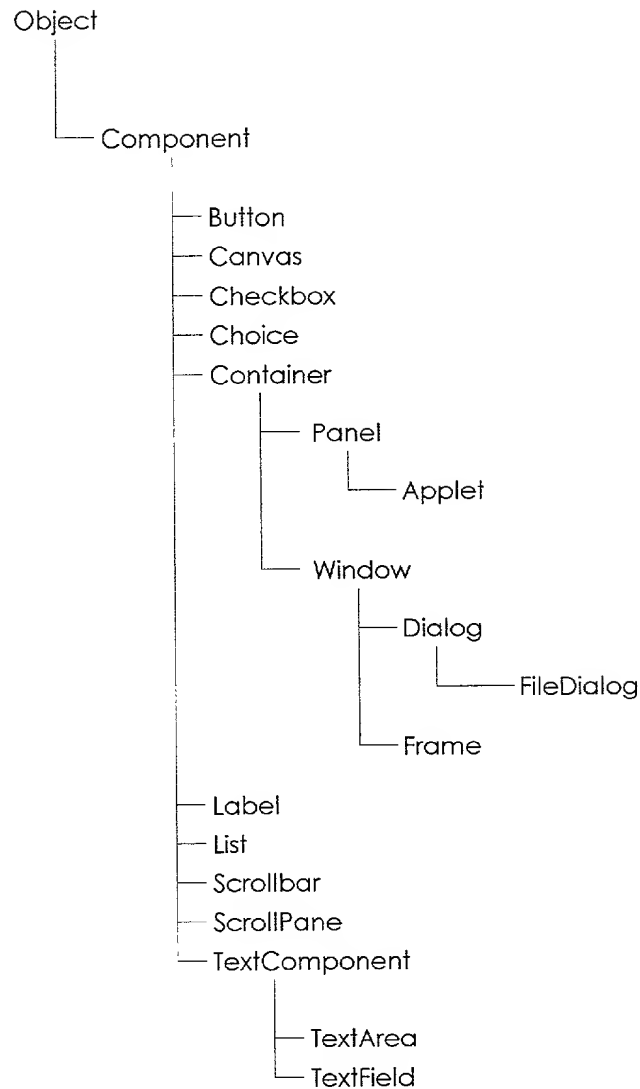 Object
Component
Button
Canvas
Checkbox
Choice
Container
Panel
Applet
Window
Dialog
FileDialog
Frame
Label
List
Scrollbar
ScrollPane
TextComponent
TextArea
TextField